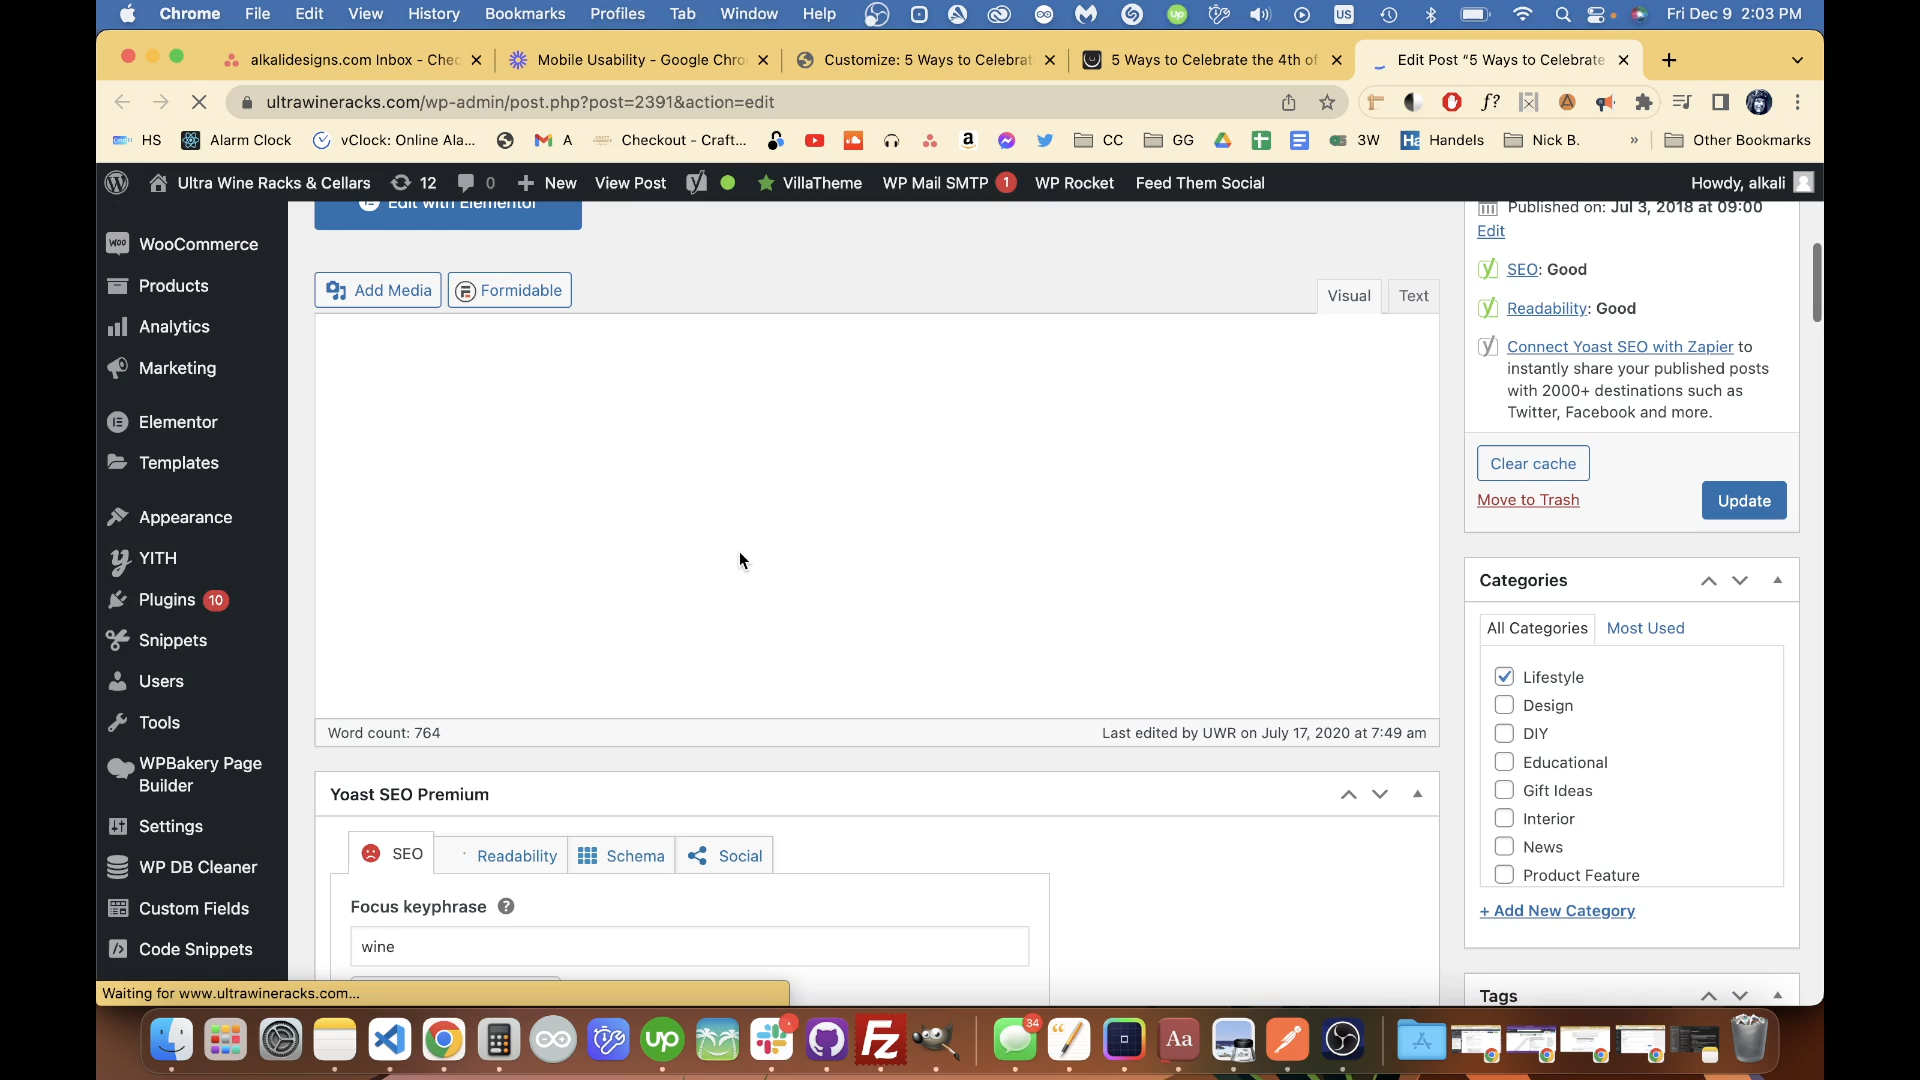 Chrome File Edit View History Bookmarks Profiles Tab Window Help US Fri Dec 9 2:03 PM
alkalidesigns.com Inbox - Chec Mobile Usability - Google Chro Customize: 5 Ways to Celebrat 5 Ways to Celebrate the 4th of Edit Post “5 Ways to Celebrate
ultrawineracks.com/wp-admin/post.php?post=2391&action=edit f?
HS Alarm Clock vClock: Online Ala... A Checkout - Craft... CC GG 3W Handels Nick B. » Other Bookmarks
Ultra Wine Racks & Cellars 12 0 New View Post VillaTheme WP Mail SMTP 1 WP Rocket Feed Them Social Howdy, alkali
WooCommerce
Products
Analytics
Marketing
Elementor
Templates
Appearance
YITH
Plugins 10
Snippets
Users
Tools
WPBakery Page
Builder
Settings
WP DB Cleaner
Custom Fields
Code Snippets
Edit with Elementor
Add Media Formidable
Visual Text
Word count: 764 Last edited by UWR on July 17, 2020 at 7:49 am
Yoast SEO Premium
SEO Readability Schema Social
Focus keyphrase ?
wine
Published on: Jul 3, 2018 at 09:00
Edit
SEO: Good
Readability: Good
Connect Yoast SEO with Zapier to
instantly share your published posts
with 2000+ destinations such as
Twitter, Facebook and more.
Clear cache
Move to Trash Update
Categories
All Categories Most Used
Lifestyle
Design
DIY
Educational
Gift Ideas
Interior
News
Product Feature
+ Add New Category
Tags
Waiting for www.ultrawineracks.com...
up Fz 34 Aa